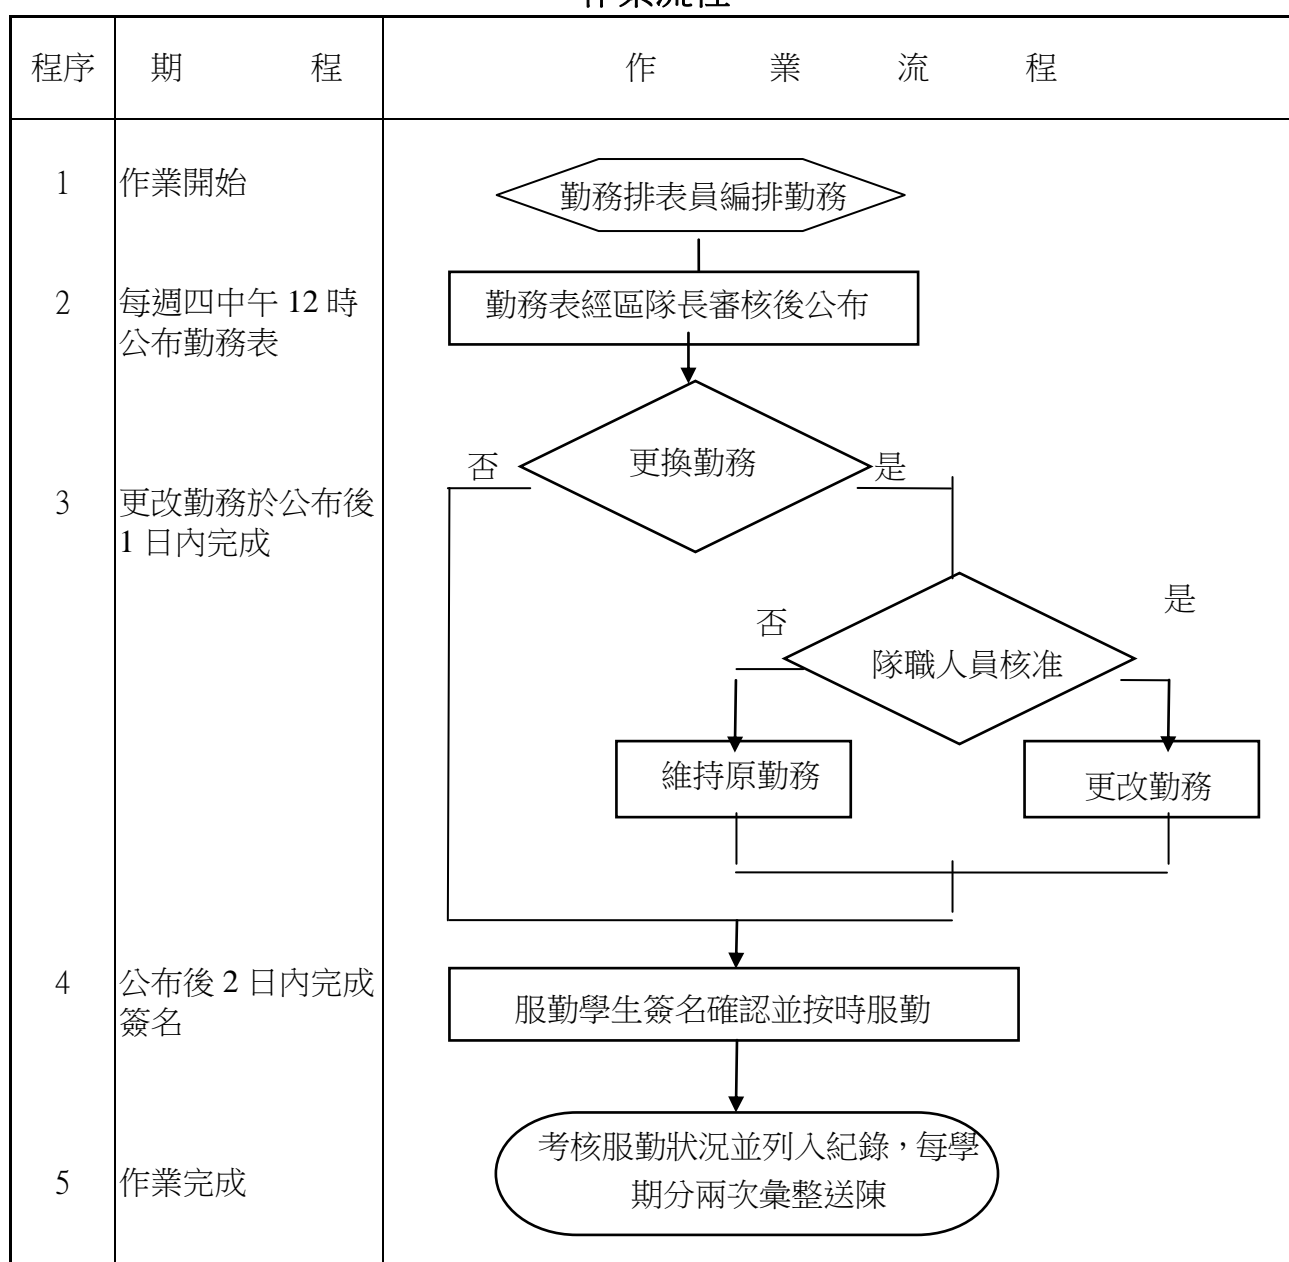 程序 期 程 作 業 流 程
1 作業開始
勤務排表員編排勤務
2 每週四中午 12 時
公布勤務表
勤務表經區隊長審核後公布
否 更換勤務 是
3 更改勤務於公布後
1 日內完成
否 隊職人員核准 是
維持原勤務 更改勤務
4 公布後 2 日內完成
簽名
服勤學生簽名確認並按時服勤
5 作業完成
考核服勤狀況並列入紀錄，每學
期分兩次彙整送陳